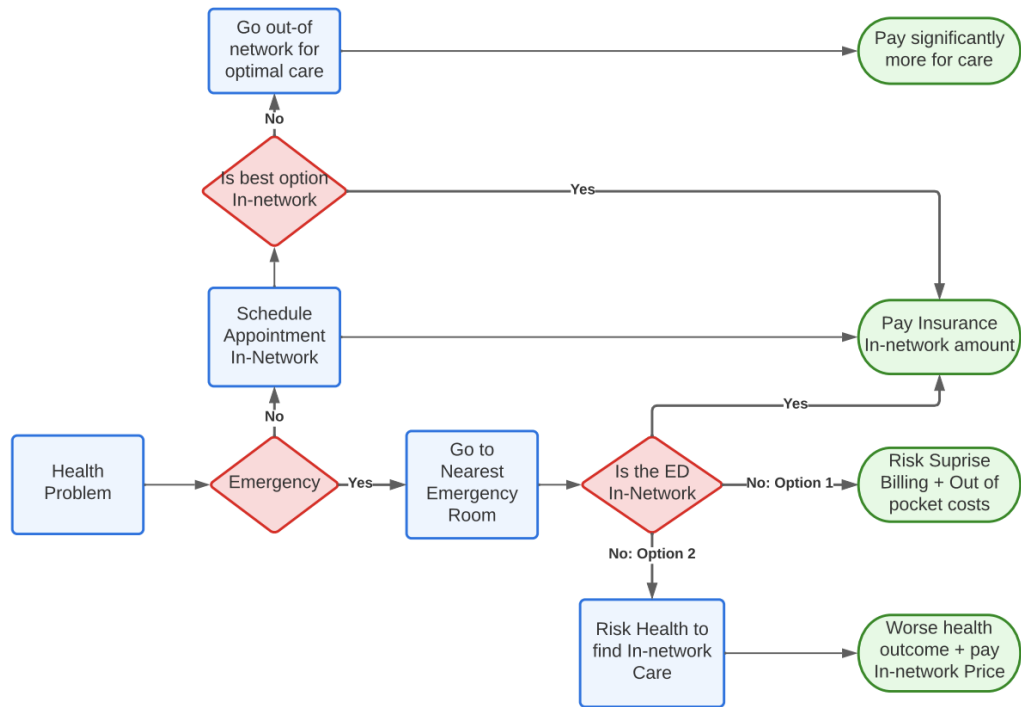 Go out-of
network for
optimal care
Pay significantly
more for care
No
Is best option
In-network
Yes
Schedule
Appointment
In-Network
Pay Insurance
In-network amount
No
Yes
Health
Problem
Emergency
Yes
Go to
Nearest
Emergency
Room
Is the ED
In-Network
No: Option 1
Risk Suprise
Billing + Out of
pocket costs
No: Option 2
Risk Health to
find In-network
Care
Worse health
outcome + pay
In-network Price